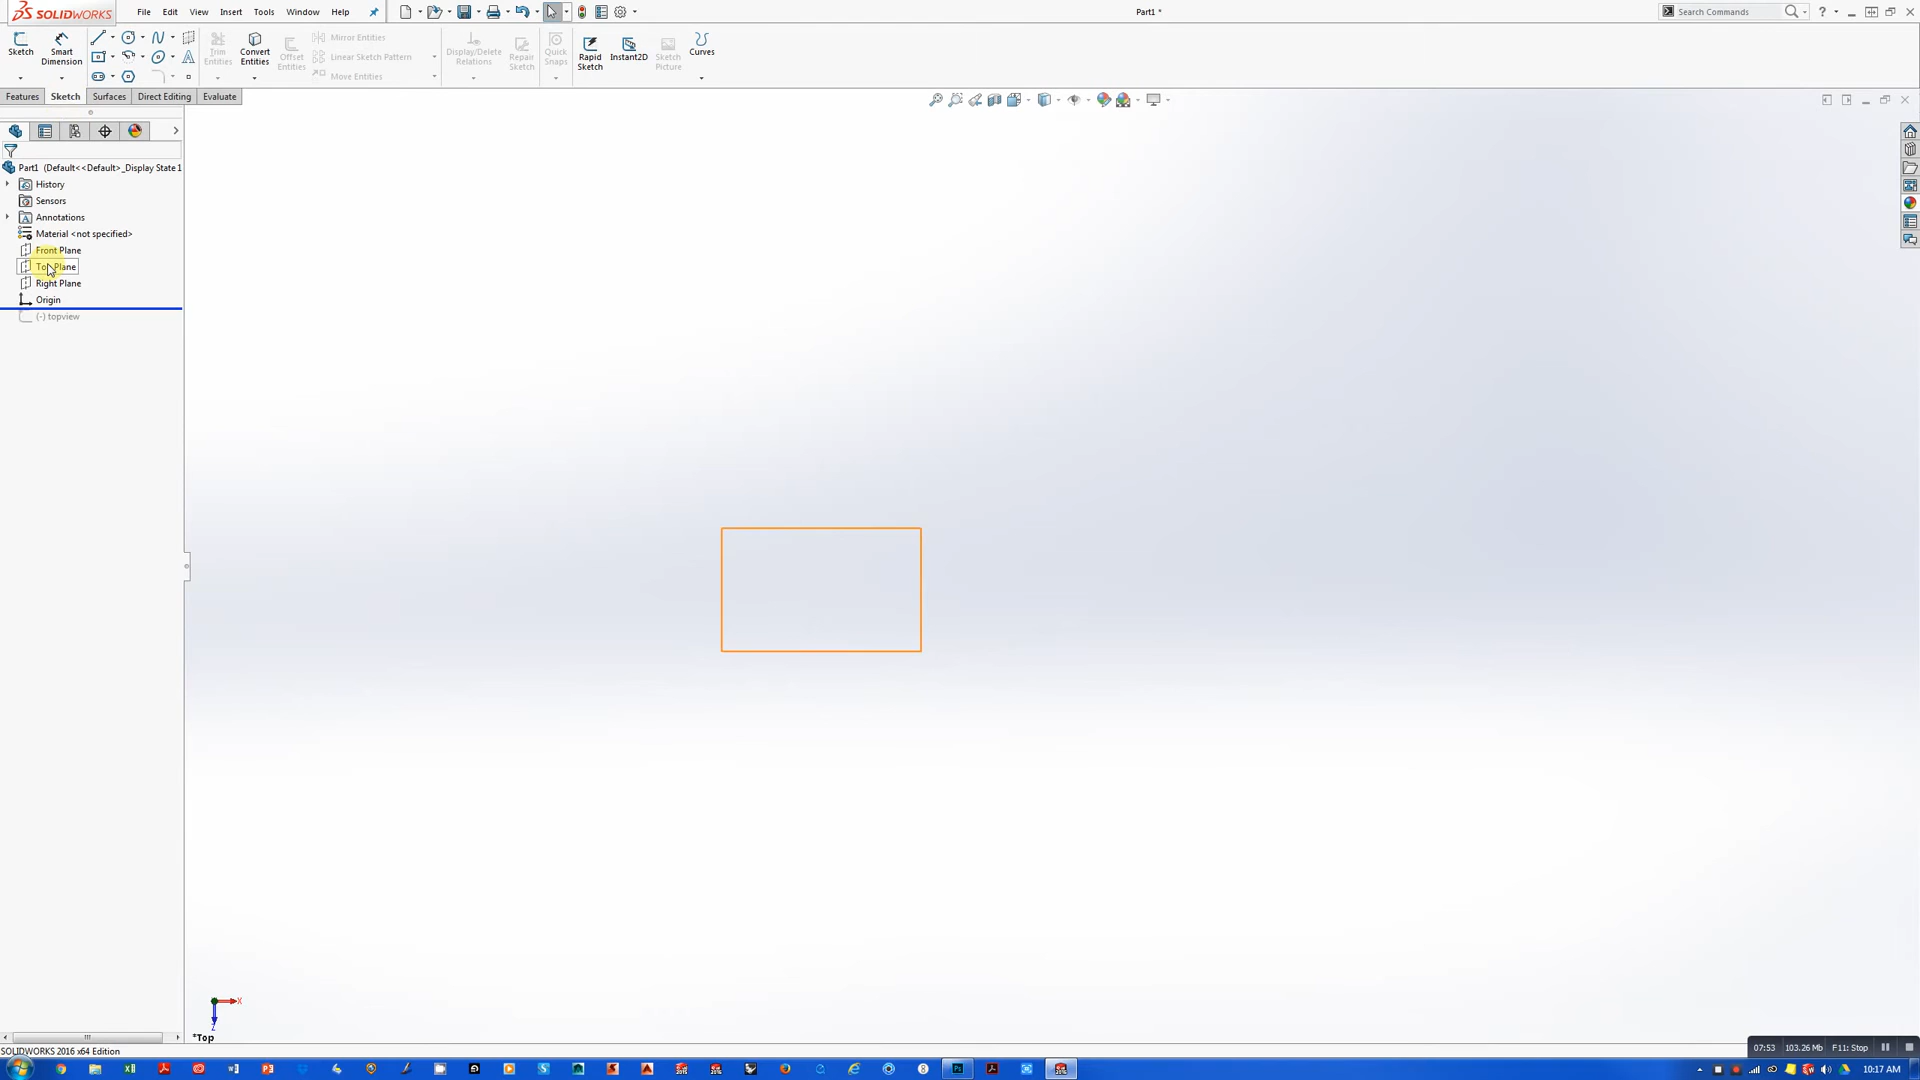 SOLIDWORKS
File Edit View Insert Tools Window Help
Part1 *
Search Commands
Sketch
Smart Dimension
Trim Entities
Convert Entities
Offset Entities
Mirror Entities
Linear Sketch Pattern
Move Entities
Display/Delete Relations
Repair Sketch
Quick Snaps
Rapid Sketch
Instant2D
Sketch Picture
Curves
Features Sketch Surfaces Direct Editing Evaluate
Part1 (Default<<Default>_Display State 1
History
Sensors
Annotations
Material <not specified>
Front Plane
Top Plane
Right Plane
Origin
(-) topview
X
Z
*Top
SOLIDWORKS 2016 x64 Edition
07:53 103.26 Mb F11: Stop
10:17 AM